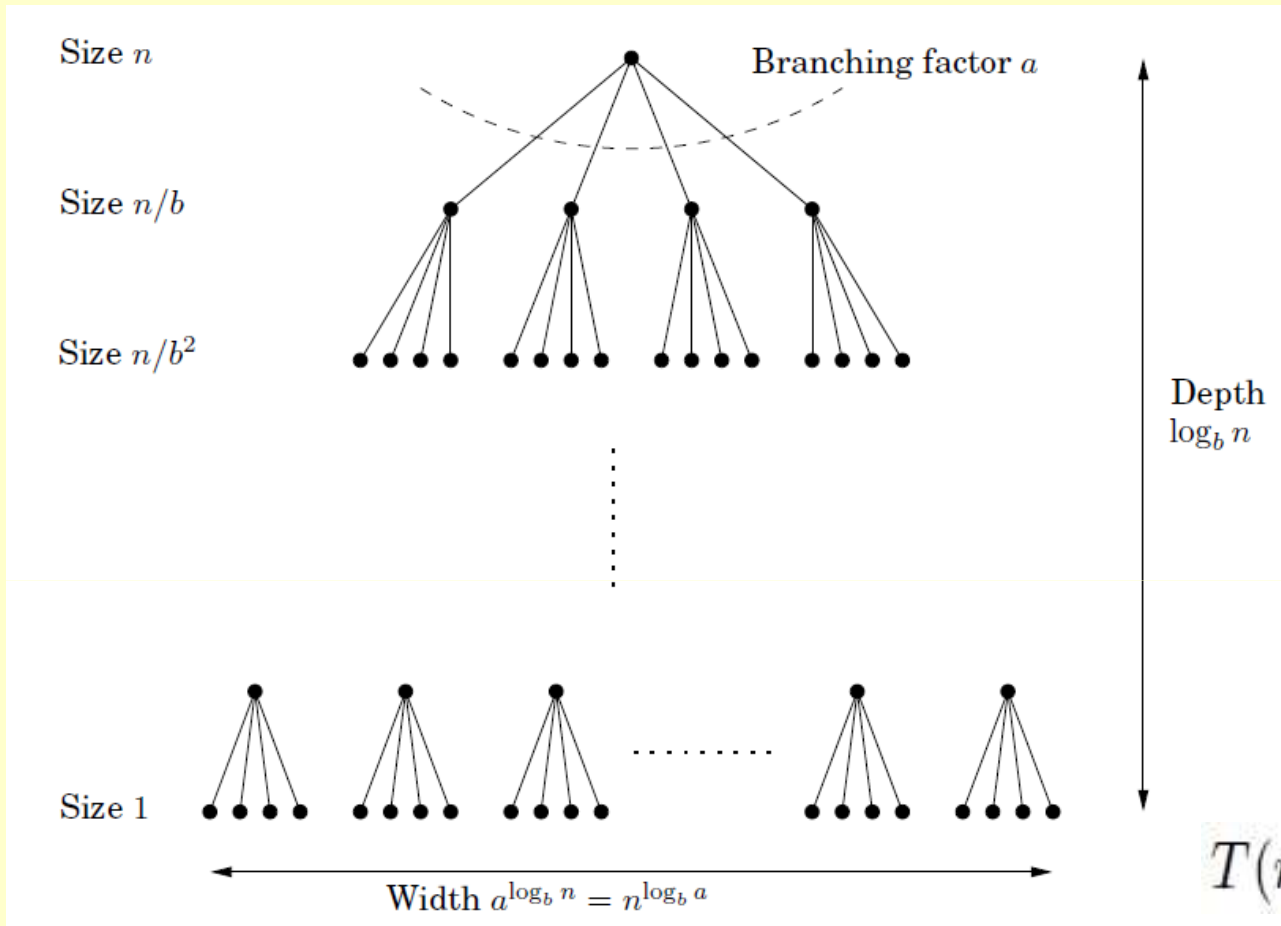 Size n
Branching factor a
Size n/b
Size n/b²
Depth
log_b n
Size 1
Width a^{log_b n} = n^{log_b a}
T(